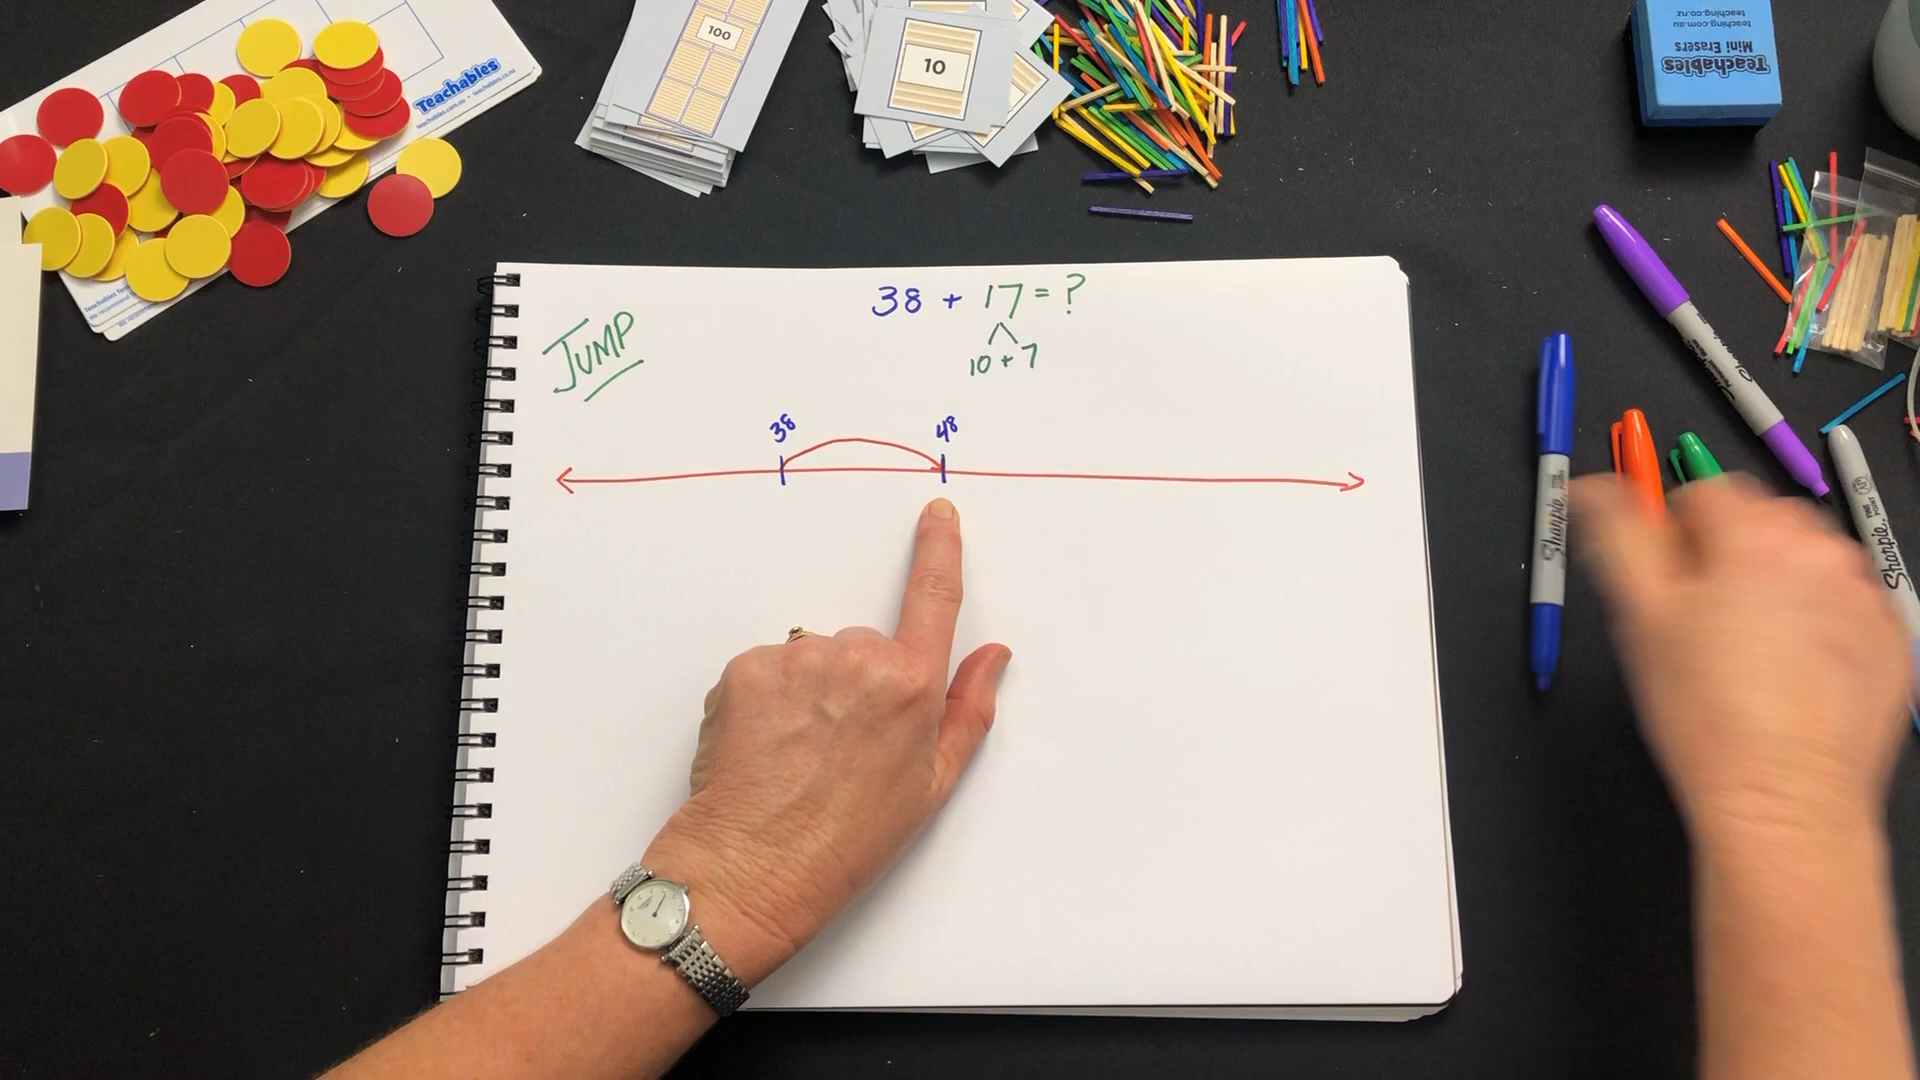 Teachables
100
10
Teachables
Mini Erasers
teaching.com.au
teaching.co.nz
38 + 17 = ?
10 + 7
JUMP
38
48
Sharpie
Sharpie